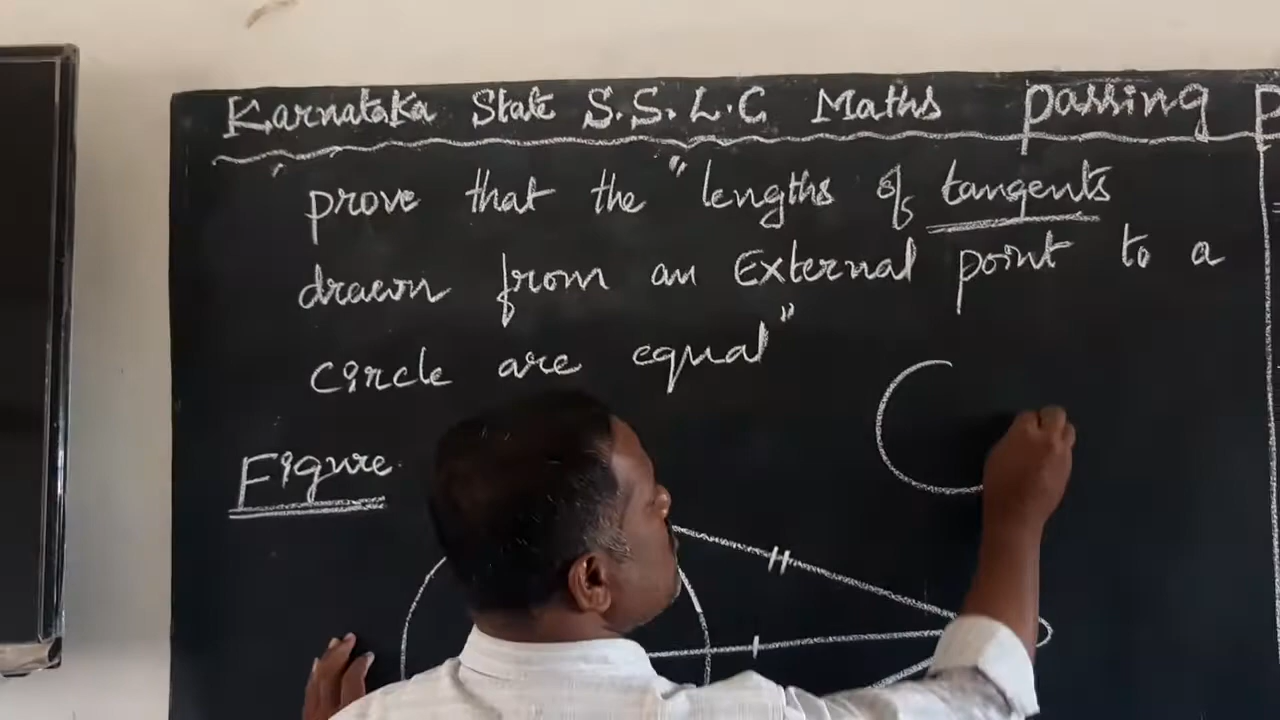 Karnataka State S.S.L.C Maths Passing P
prove that the "lengths of tangents
drawn from an External point to a
circle are equal"
Figure